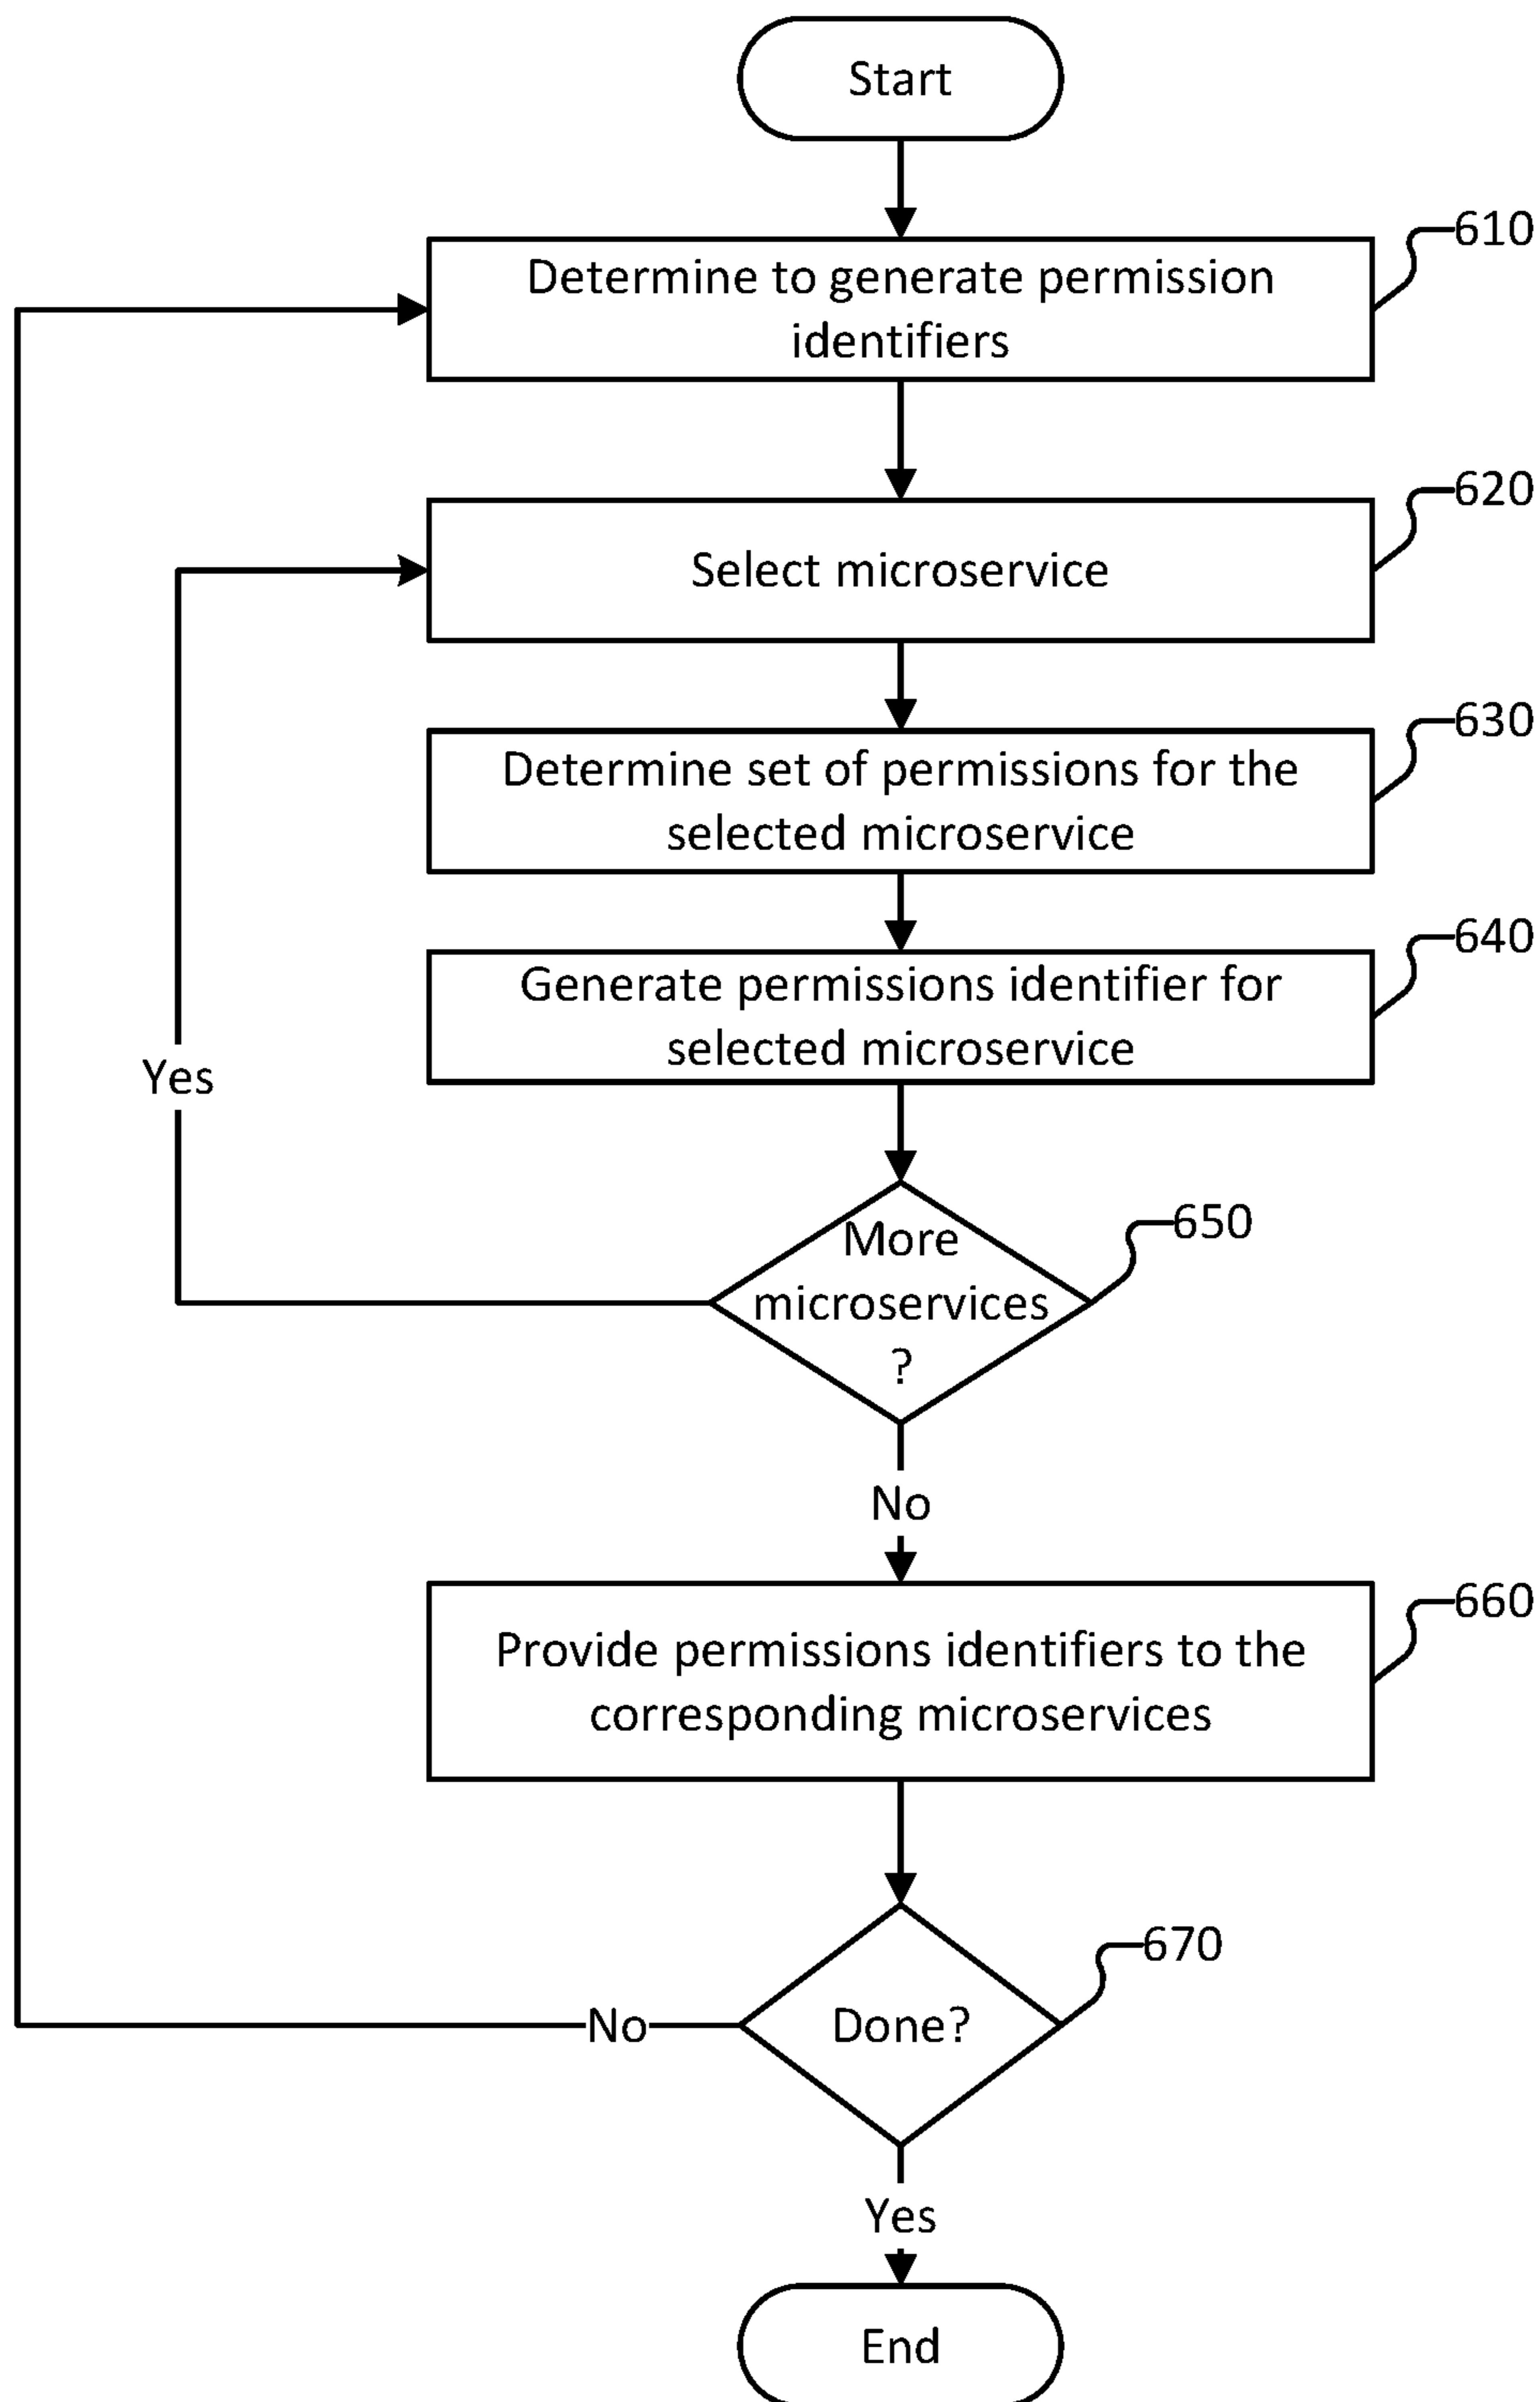 Start
610
Determine to generate permission
identifiers
620
Select microservice
630
Determine set of permissions for the
selected microservice
640
Generate permissions identifier for
selected microservice
Yes
650
More
microservices
?
No
660
Provide permissions identifiers to the
corresponding microservices
670
No
Done?
Yes
End